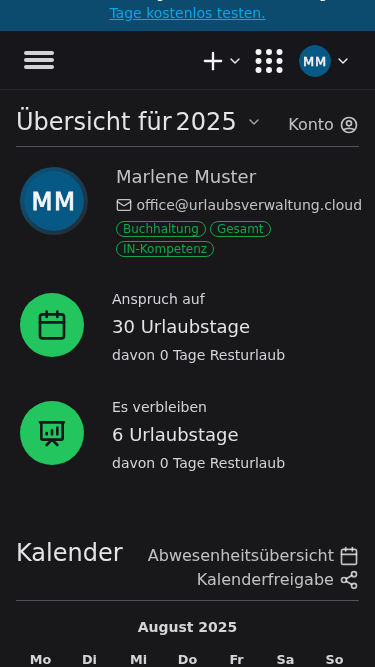 Tage kostenlos testen.
MM
Übersicht für 2025
Konto
MM
Marlene Muster
office@urlaubsverwaltung.cloud
Buchhaltung Gesamt
IN-Kompetenz
Anspruch auf
30 Urlaubstage
davon 0 Tage Resturlaub
Es verbleiben
6 Urlaubstage
davon 0 Tage Resturlaub
Kalender
Abwesenheitsübersicht
Kalenderfreigabe
August 2025
Mo Di Mi Do Fr Sa So